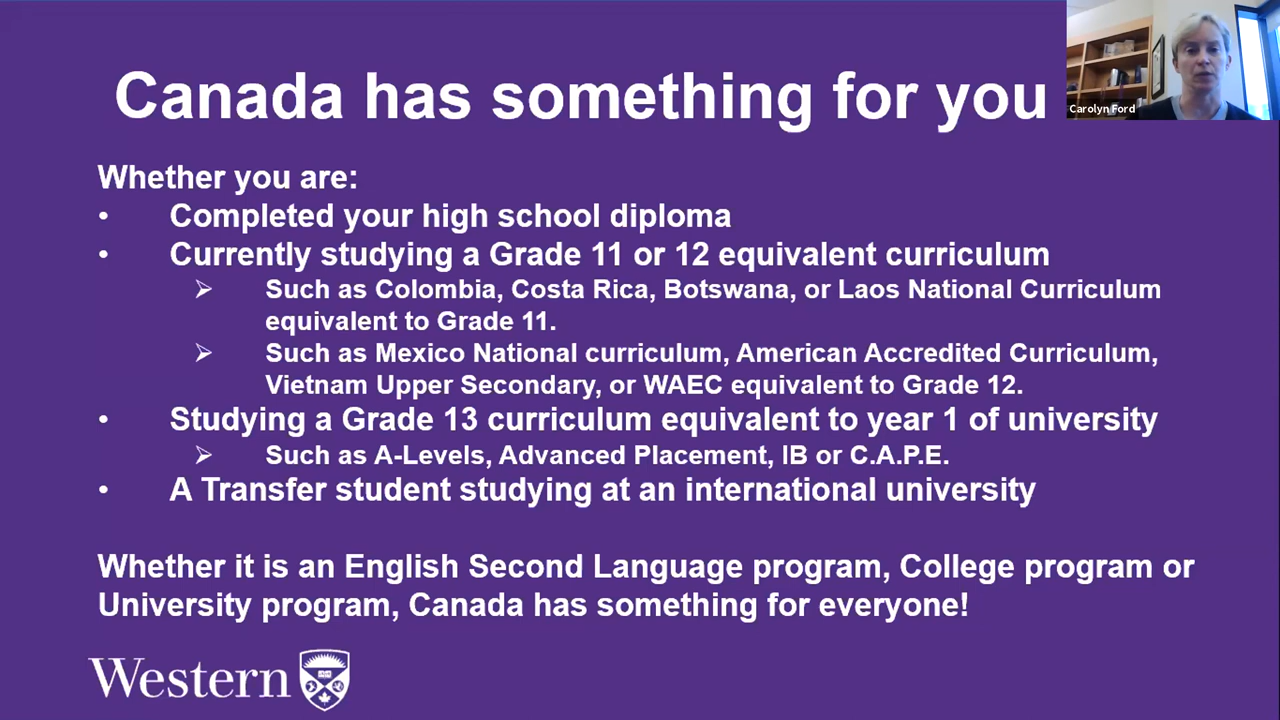 Canada has something for you
Carolyn Ford
Whether you are:
• Completed your high school diploma
• Currently studying a Grade 11 or 12 equivalent curriculum
➢ Such as Colombia, Costa Rica, Botswana, or Laos National Curriculum
equivalent to Grade 11.
➢ Such as Mexico National curriculum, American Accredited Curriculum,
Vietnam Upper Secondary, or WAEC equivalent to Grade 12.
• Studying a Grade 13 curriculum equivalent to year 1 of university
➢ Such as A-Levels, Advanced Placement, IB or C.A.P.E.
• A Transfer student studying at an international university
Whether it is an English Second Language program, College program or
University program, Canada has something for everyone!
Western